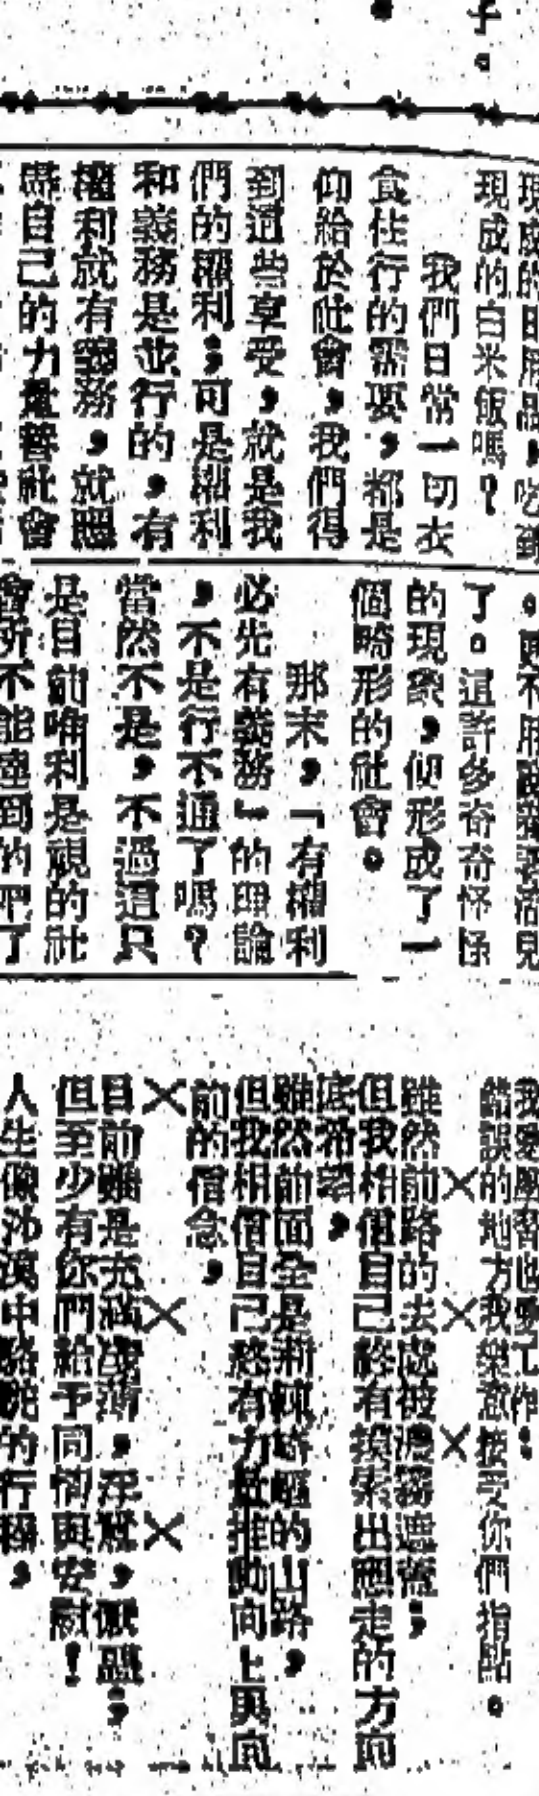 子。
現成的日用品，吃到
現成的白米飯嗎？
我們日常一切衣
食住行的需要，都是
仰給於社會，我們得
到這些享受，就是我
們的權利；可是權利
和義務是並行的，有
權利就有義務，就應
盡自己的力量替社會
。更不用說
了。這許多奇奇怪怪
的現象，便形成了一
個畸形的社會。
那末，「有權利
必先有義務」的理論
，不是行不通了嗎？
當然不是，不過這只
是目前唯利是視的社
會所不能達到的吧了
我愛學習也愛工作；
錯誤的地方我樂意接受你們指點。
×××
雖然前路的去處被濃霧遮蓋，
但我相信自己終有摸索出應走的方向
底希望，
雖然前面全是荊棘崎嶇的山路，
但我相信自己終有力量推動向上與向
前的信念，
×××
目前雖是充滿
但至少有你們給予同情與安慰！
人生像沙漠中駱駝的行程，